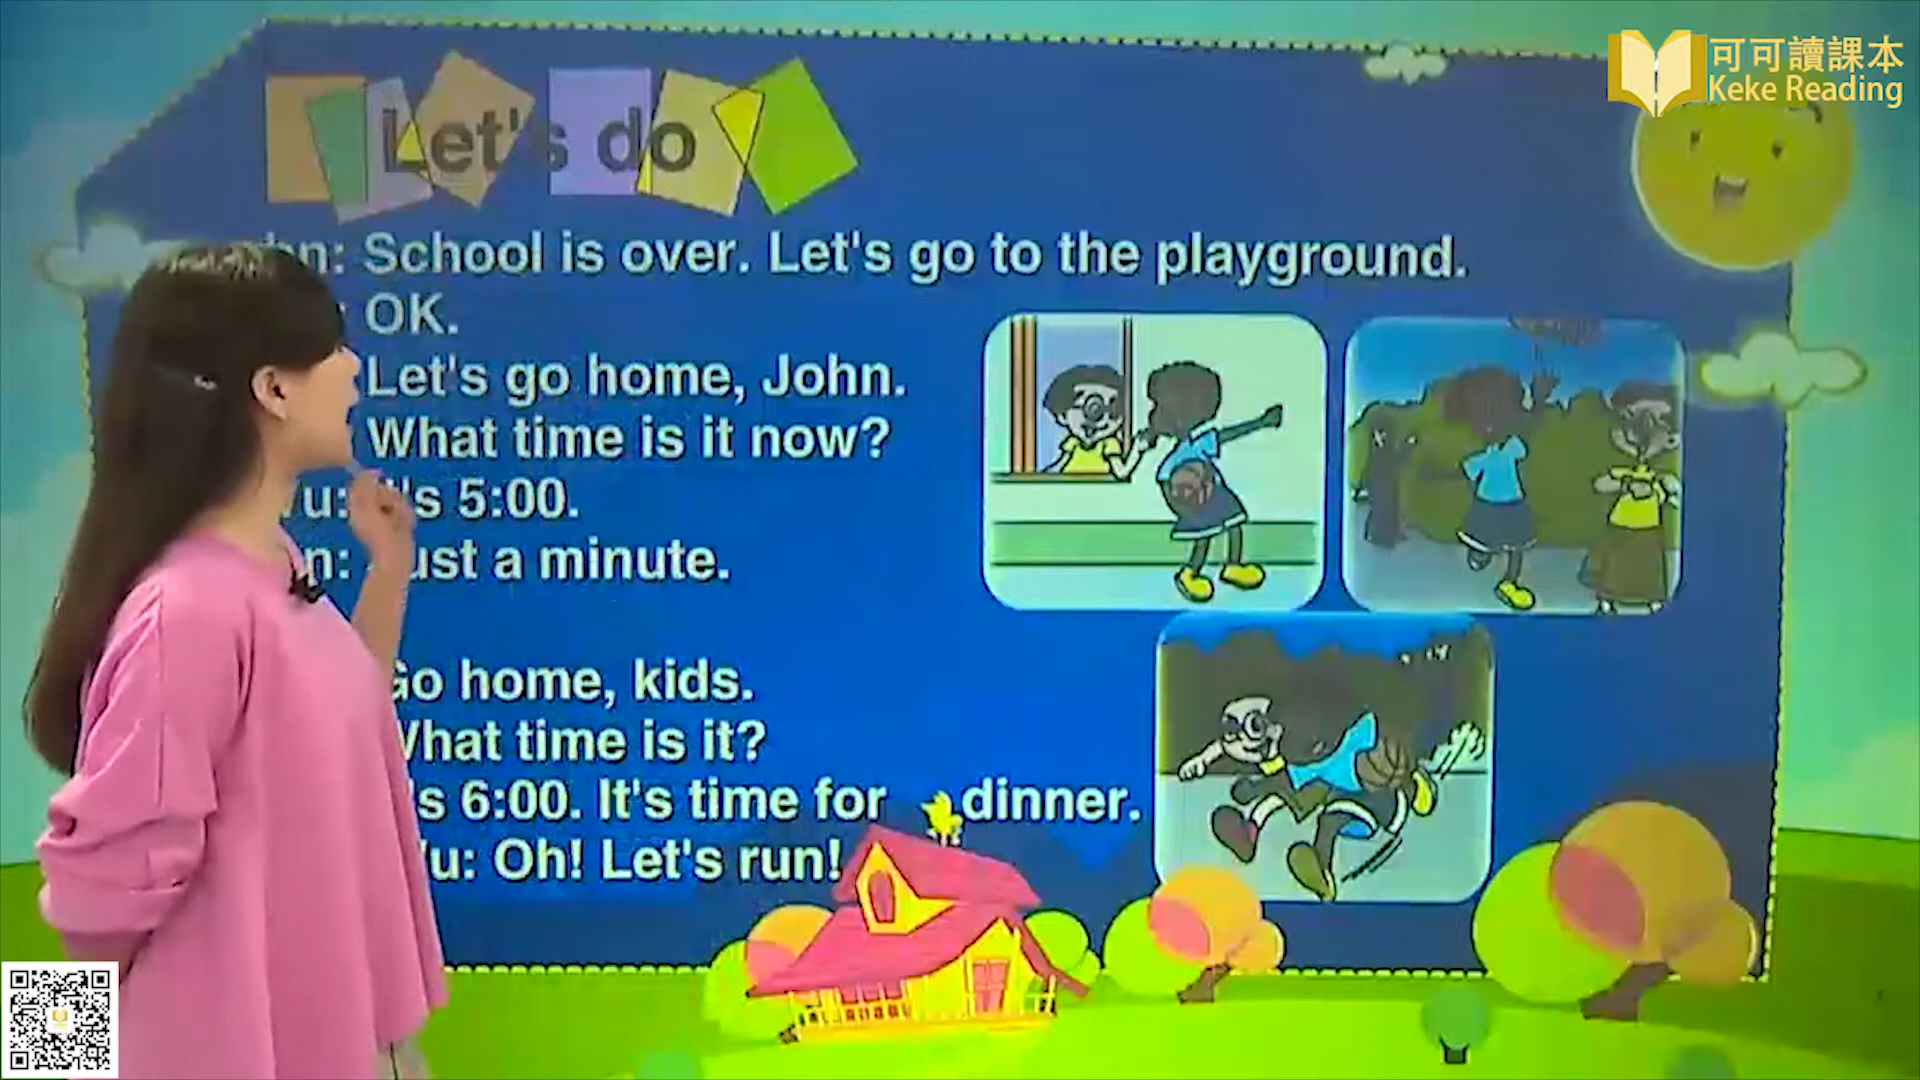 可可讀課本
Keke Reading
Let's do
School is over. Let's go to the playground.
OK.
Let's go home, John.
What time is it now?
5:00.
Just a minute.
Go home, kids.
What time is it?
6:00. It's time for dinner.
Oh! Let's run!